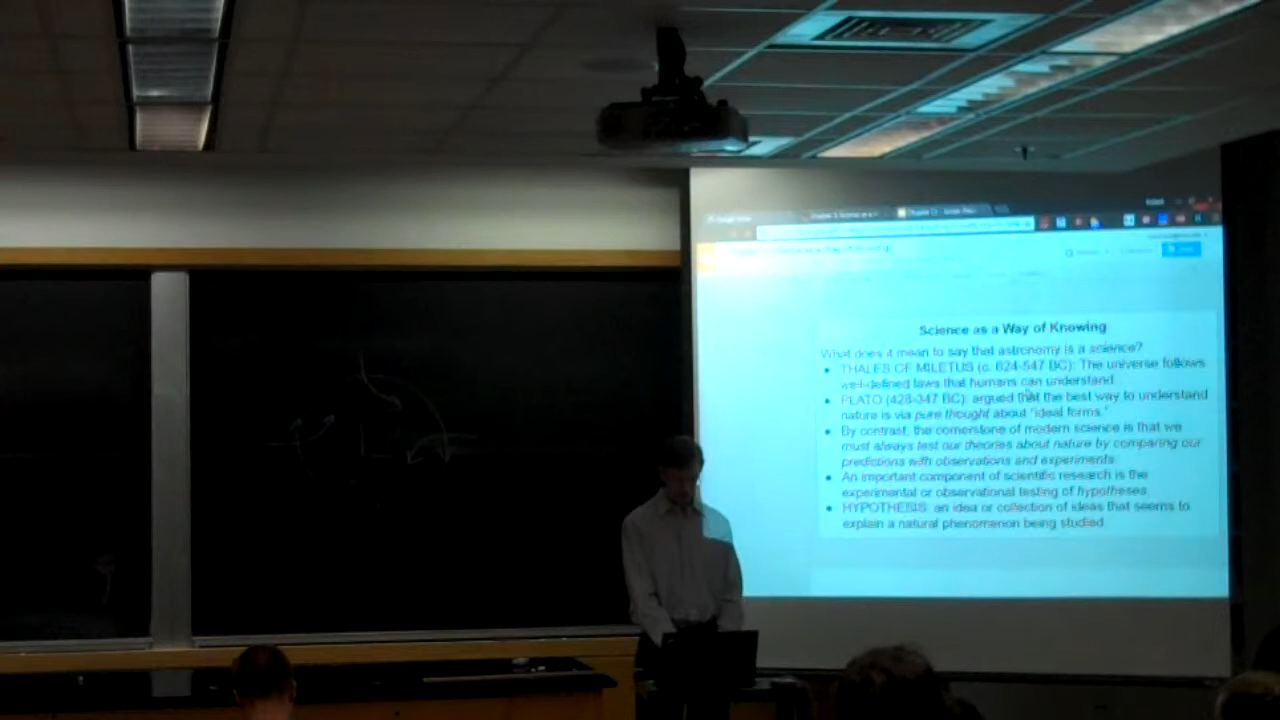 Science as a Way of Knowing
What does it mean to say that astronomy is a science?
• THALES OF MILETUS (c. 624-547 BC): The universe follows
well-defined laws that humans can understand
• PLATO (428-347 BC): argued that the best way to understand
nature is via pure thought about "ideal forms."
• By contrast, the cornerstone of modern science is that we
must always test our theories about nature by comparing our
predictions with observations and experiments
• An important component of scientific research is the
experimental or observational testing of hypotheses.
• HYPOTHESIS: an idea or collection of ideas that seems to
explain a natural phenomenon being studied